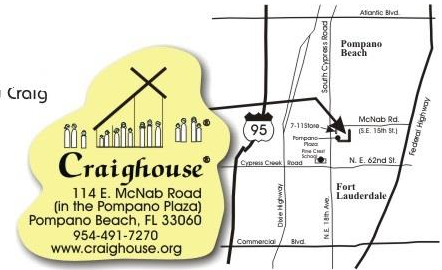 Craig
Craighouse®
114 E. McNab Road
(in the Pompano Plaza)
Pompano Beach, FL 33060
954-491-7270
www.craighouse.org
Atlantic Blvd.
South Cypress Road
Pompano
Beach
95
7-11Store
McNab Rd.
(S.E. 15th St.)
Pompano
Plaza
Pine Crest
School
Federal Highway
Cypress Creek Road
N. E. 62nd St.
Dixie Highway
Fort
Lauderdale
N.E. 18th Ave.
Commercial Blvd.